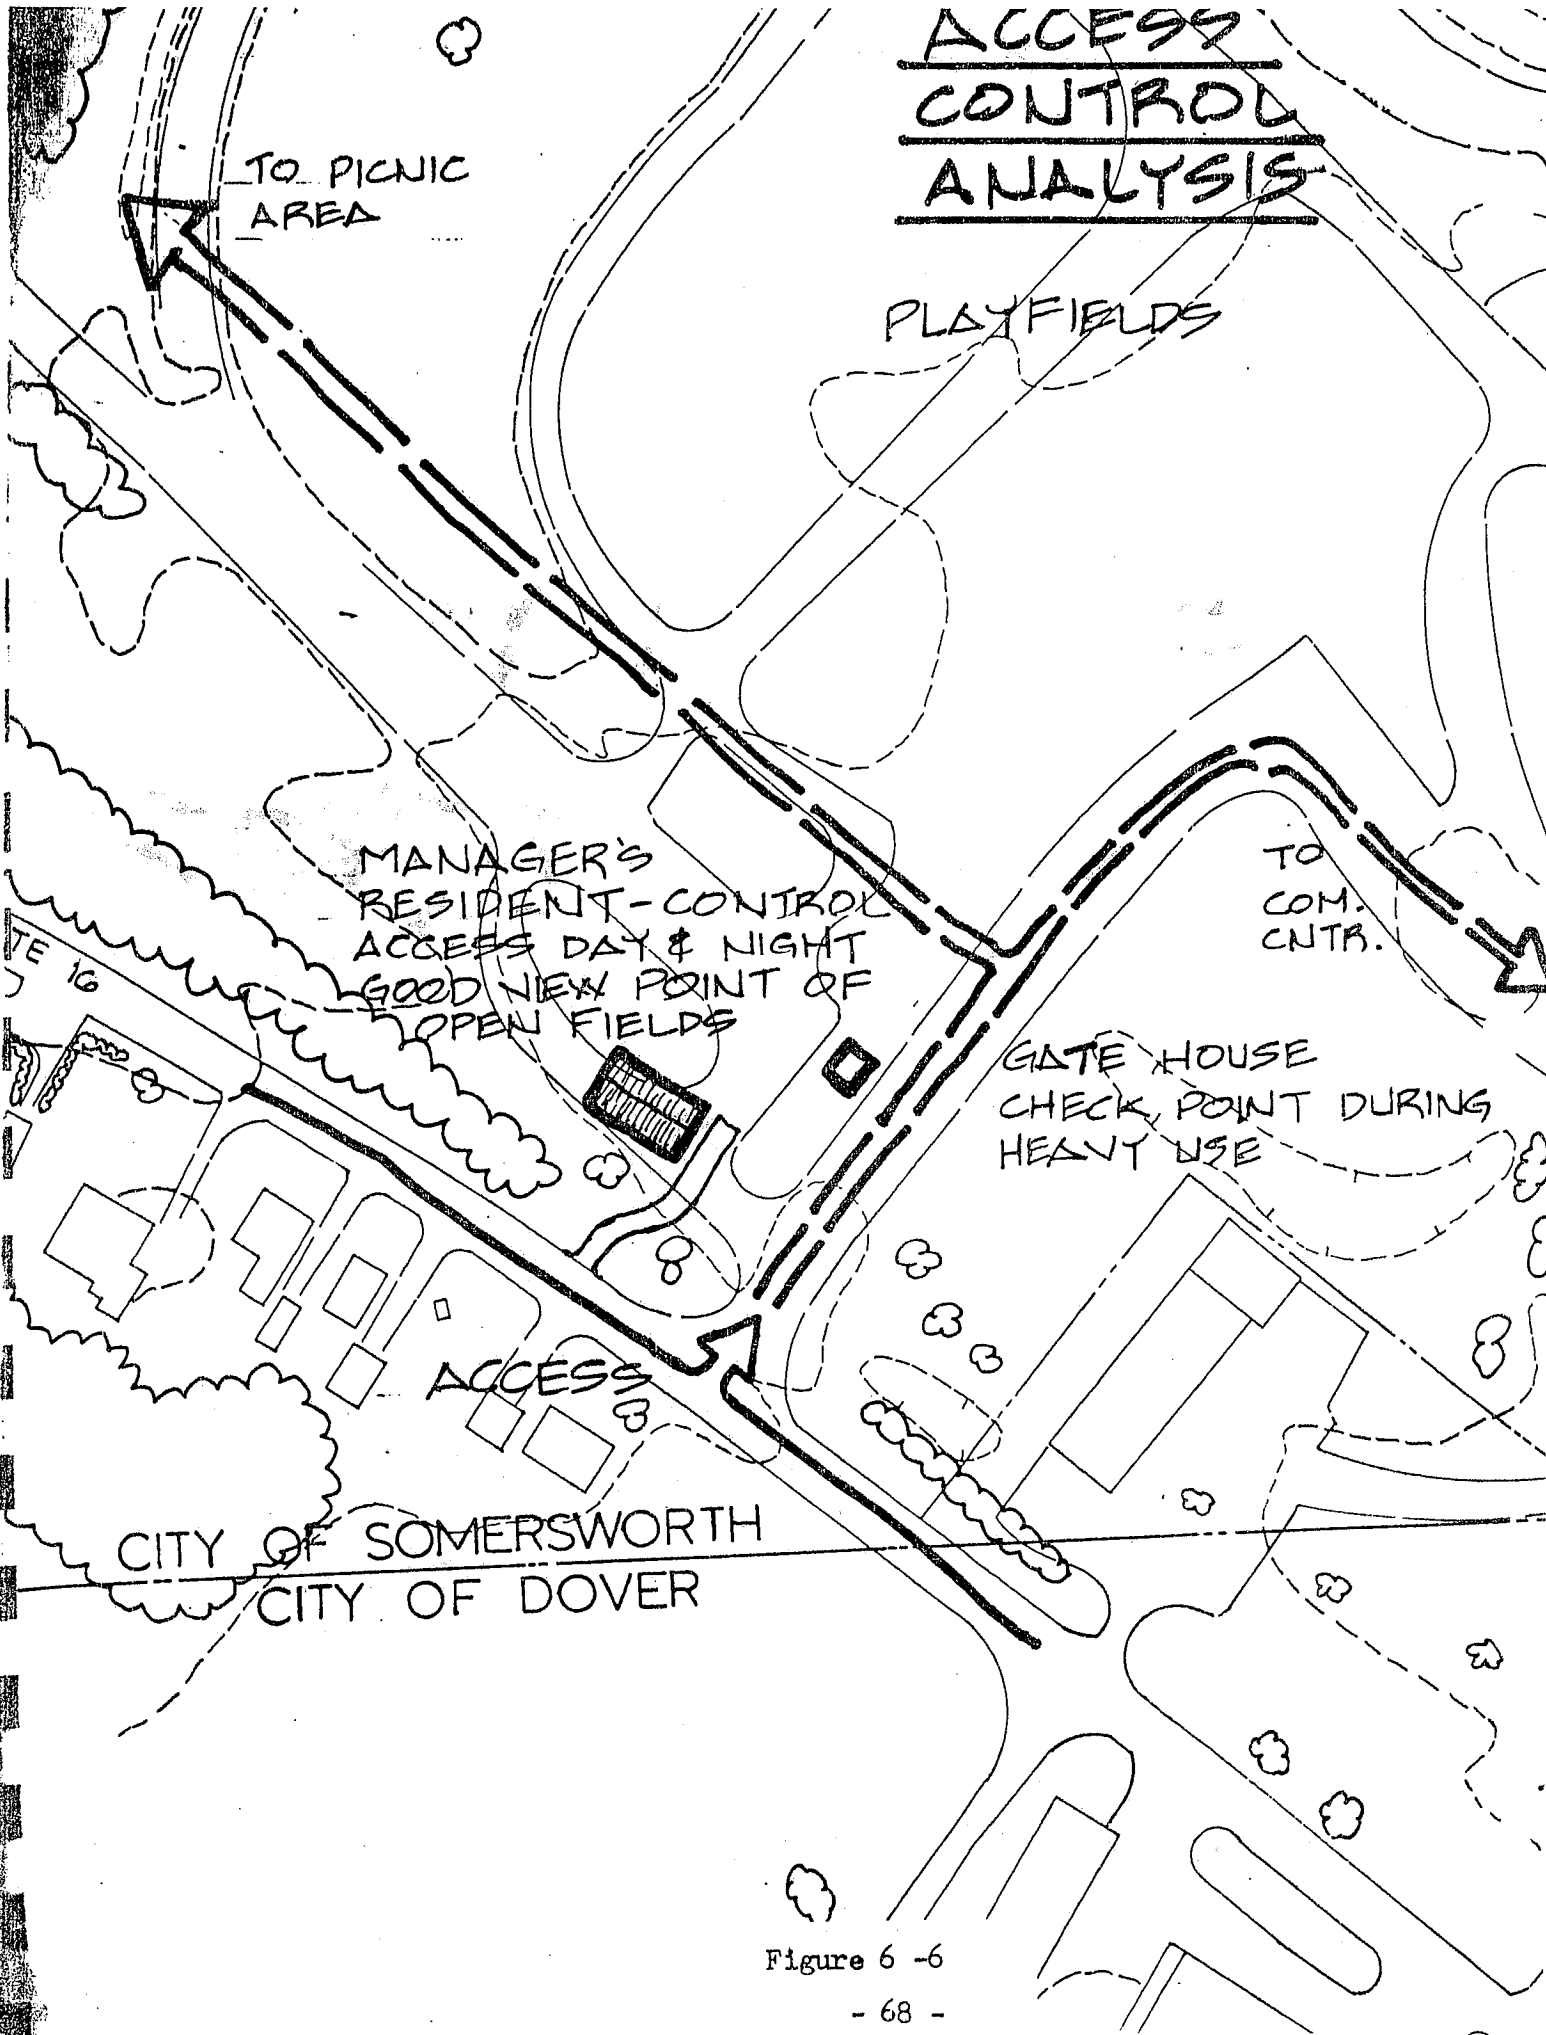 ACCESS
CONTROL
ANALYSIS
TO PICNIC
AREA
PLAYFIELDS
MANAGER'S
RESIDENT-CONTROL
ACCESS DAY & NIGHT
GOOD VIEW POINT OF
OPEN FIELDS
TO
COM.
CNTR.
TE 16
GATE HOUSE
CHECK POINT DURING
HEAVY USE
ACCESS
CITY OF SOMERSWORTH
CITY OF DOVER
Figure 6 -6
- 68 -